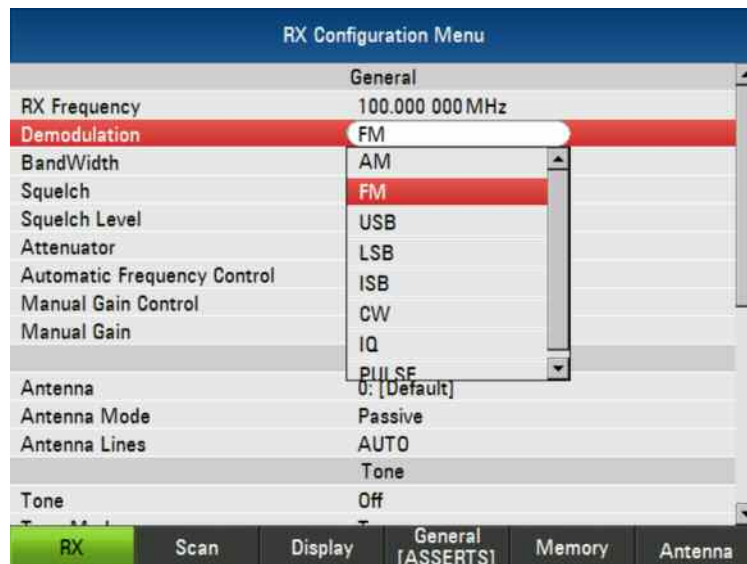 RX Configuration Menu
General
RX Frequency 100.000 000 MHz
Demodulation FM
BandWidth AM
Squelch FM
Squelch Level USB
Attenuator LSB
Automatic Frequency Control ISB
Manual Gain Control CW
Manual Gain IQ
PULSE
Antenna 0: [Default]
Antenna Mode Passive
Antenna Lines AUTO
Tone
Tone Off
RX Scan Display General [ASSERTS] Memory Antenna